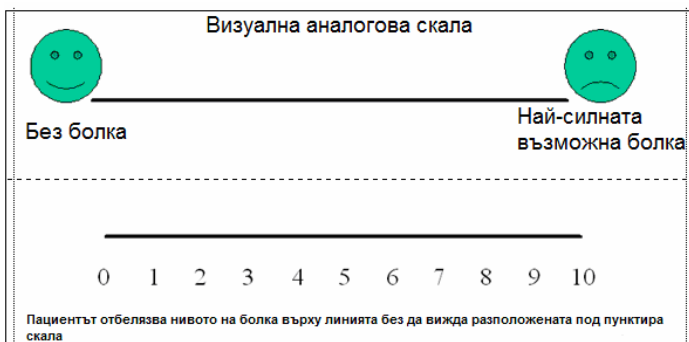 Визуална аналогова скала
Без болка
Най-силната
възможна болка
0 1 2 3 4 5 6 7 8 9 10
Пациентът отбелязва нивото на болка върху линията без да вижда разположената под пунктира
скала